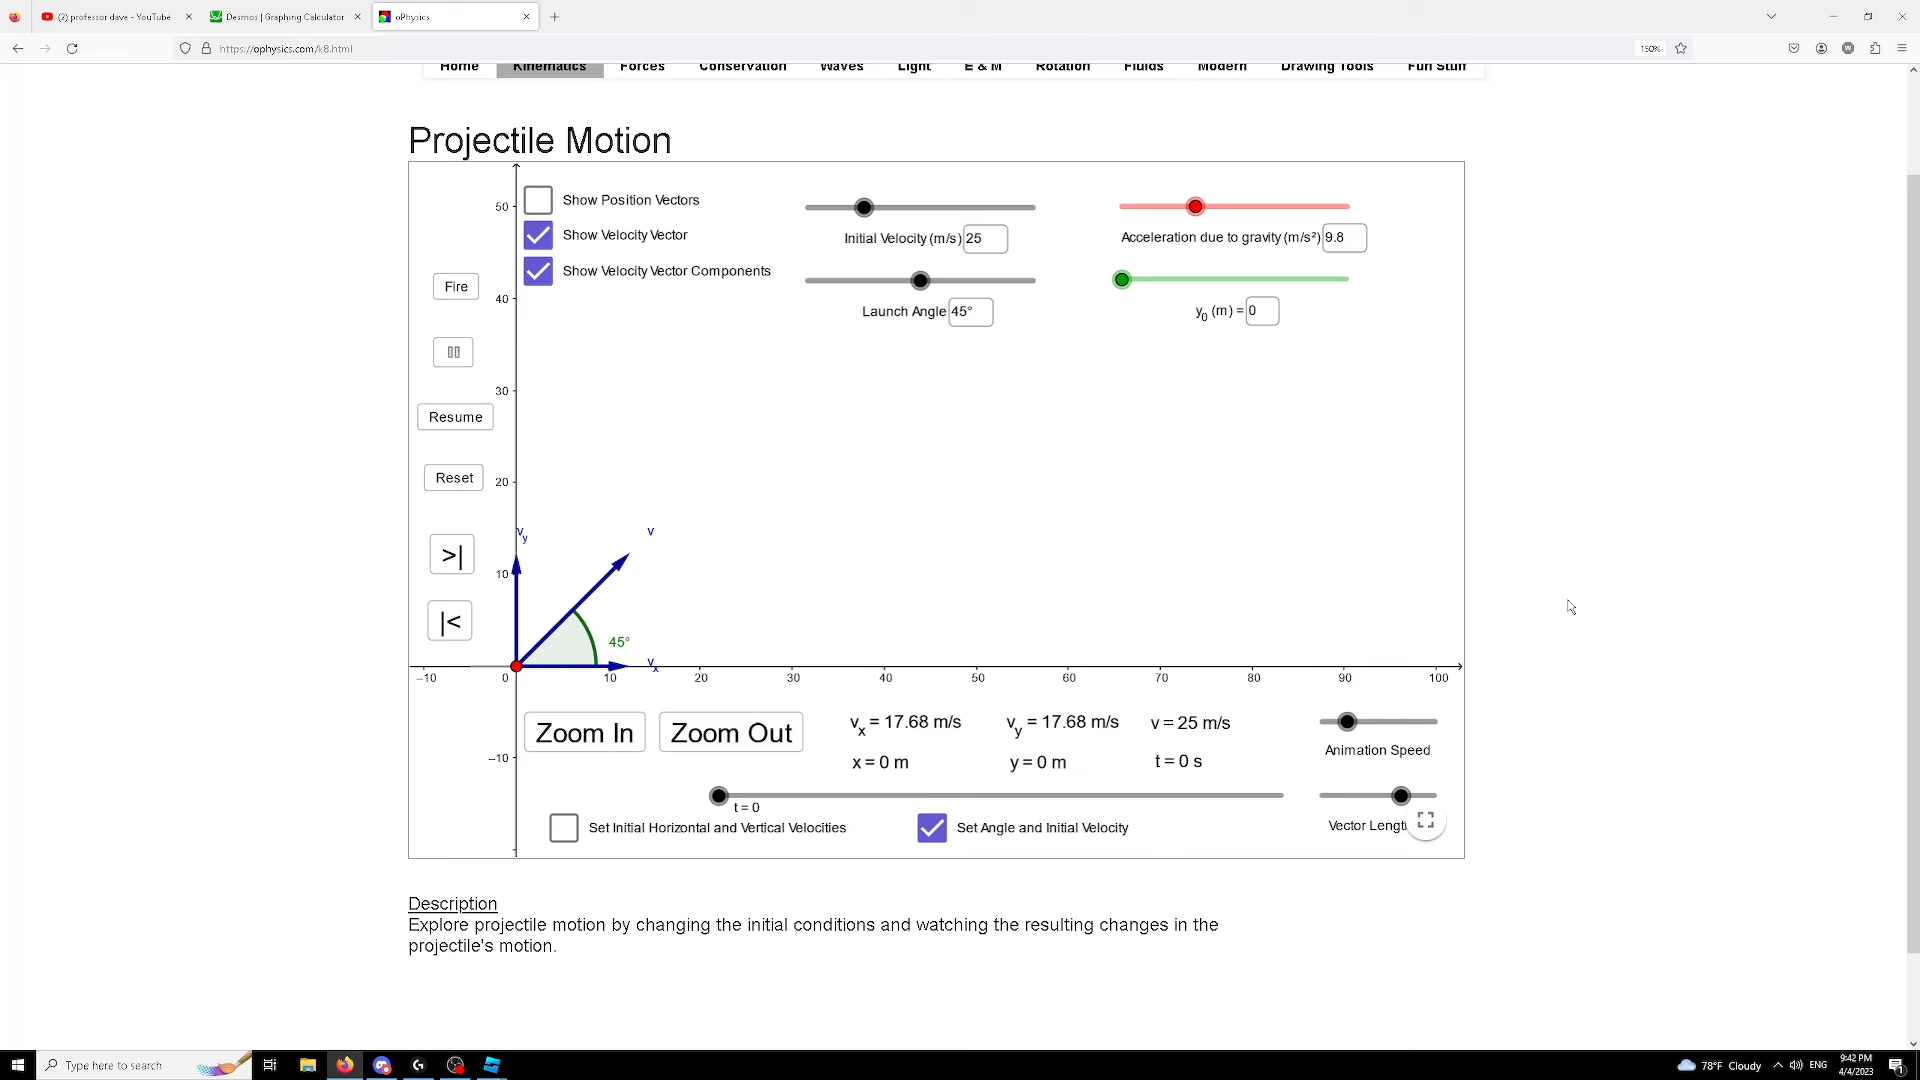 (2) professor dave - YouTube
Desmos | Graphing Calculator
oPhysics
https://ophysics.com/k8.html
150%
Home Kinematics Forces Conservation Waves Light E & M Rotation Fluids Modern Drawing Tools Fun Stuff
Projectile Motion
Show Position Vectors
Show Velocity Vector
Show Velocity Vector Components
Initial Velocity (m/s) 25
Launch Angle 45°
Acceleration due to gravity (m/s²) 9.8
y0 (m) = 0
Fire
Resume
Reset
>|
|<
50
40
30
20
10
-10
vy
v
45°
vx
-10 0 10 20 30 40 50 60 70 80 90 100
Zoom In
Zoom Out
vx = 17.68 m/s
vy = 17.68 m/s
v = 25 m/s
x = 0 m
y = 0 m
t = 0 s
Animation Speed
t = 0
Set Initial Horizontal and Vertical Velocities
Set Angle and Initial Velocity
Description
Explore projectile motion by changing the initial conditions and watching the resulting changes in the
projectile's motion.
Type here to search
78°F Cloudy
ENG
9:42 PM
4/4/2023